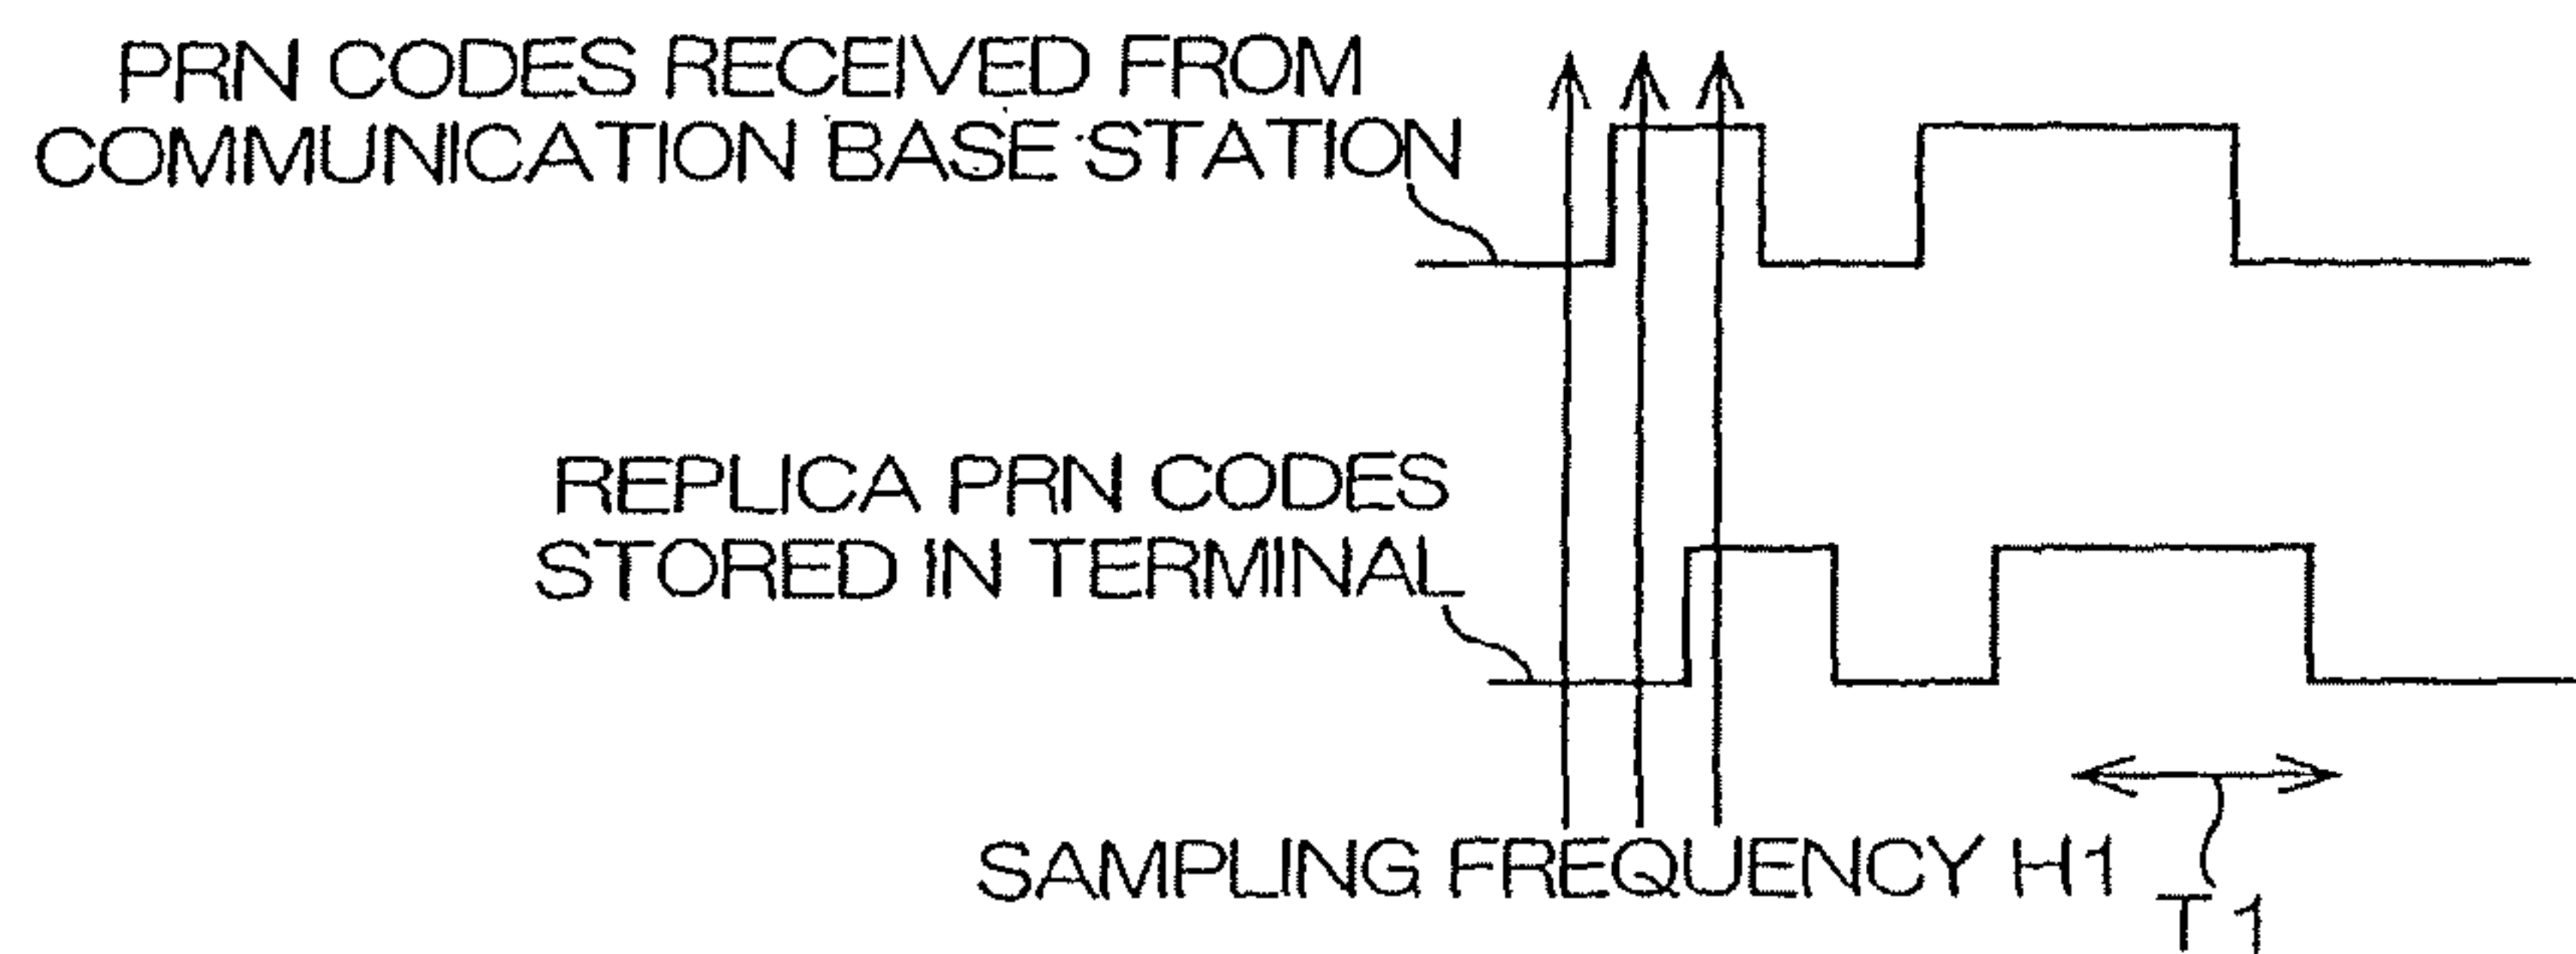 PRN CODES RECEIVED FROM
COMMUNICATION BASE STATION
REPLICA PRN CODES
STORED IN TERMINAL
SAMPLING FREQUENCY H1
T1